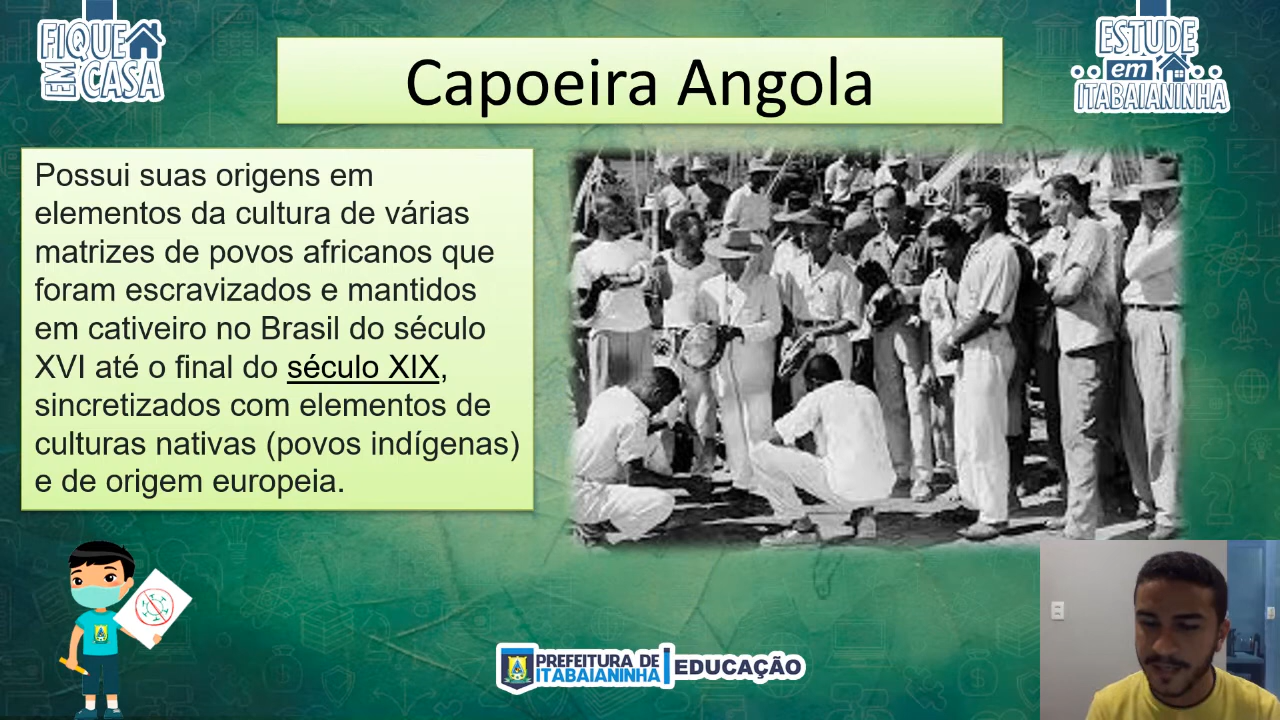 FIQUE
EM
CASA
ESTUDE
em
ITABAIANINHA
Capoeira Angola
Possui suas origens em
elementos da cultura de várias
matrizes de povos africanos que
foram escravizados e mantidos
em cativeiro no Brasil do século
XVI até o final do século XIX,
sincretizados com elementos de
culturas nativas (povos indígenas)
e de origem europeia.
PREFEITURA DE
ITABAIANINHA
EDUCAÇÃO